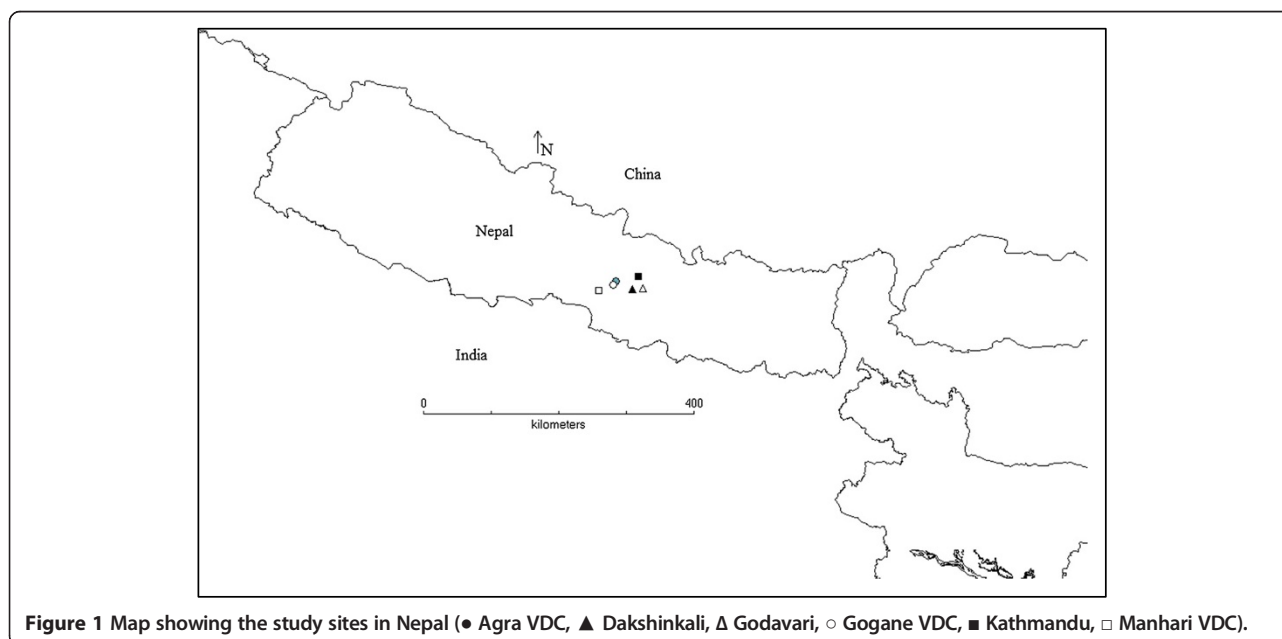 N
China
Nepal
India
0 400
kilometers
Figure 1 Map showing the study sites in Nepal (● Agra VDC, ▲ Dakshinkali, Δ Godavari, ○ Gogane VDC, ■ Kathmandu, □ Manhari VDC).